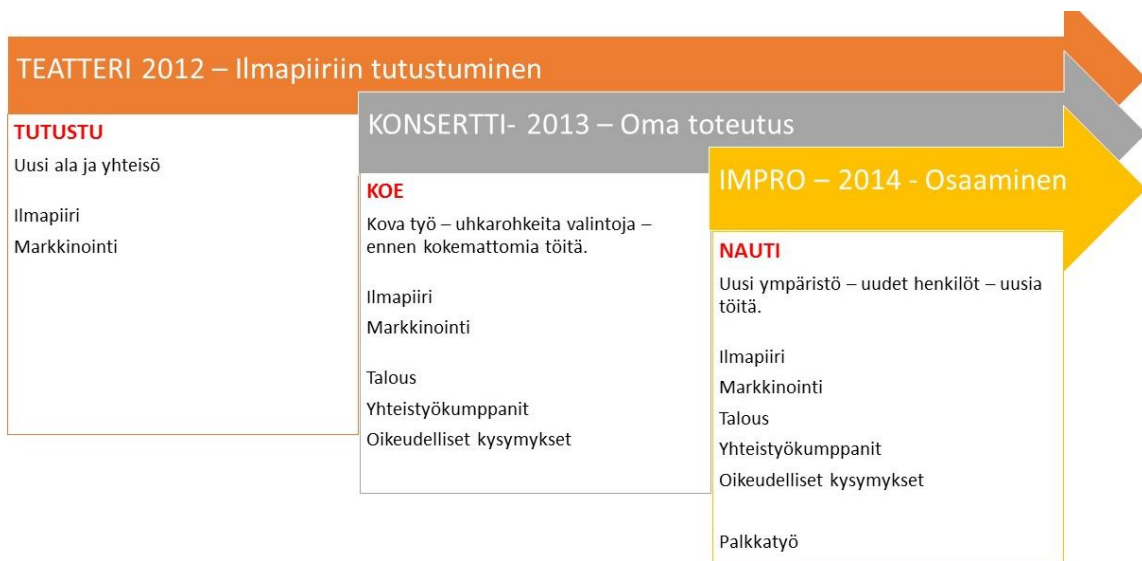 TEATTERI 2012 – Ilmapiiriin tutustuminen
TUTUSTU
Uusi ala ja yhteisö
Ilmapiiri
Markkinointi
KONSERTTI- 2013 – Oma toteutus
KOE
Kova työ – uhkarohkeita valintoja –
ennen kokemattomia töitä.
Ilmapiiri
Markkinointi
Talous
Yhteistyökumppanit
Oikeudelliset kysymykset
IMPRO – 2014 - Osaaminen
NAUTI
Uusi ympäristö – uudet henkilöt – uusia
töitä.
Ilmapiiri
Markkinointi
Talous
Yhteistyökumppanit
Oikeudelliset kysymykset
Palkkatyö